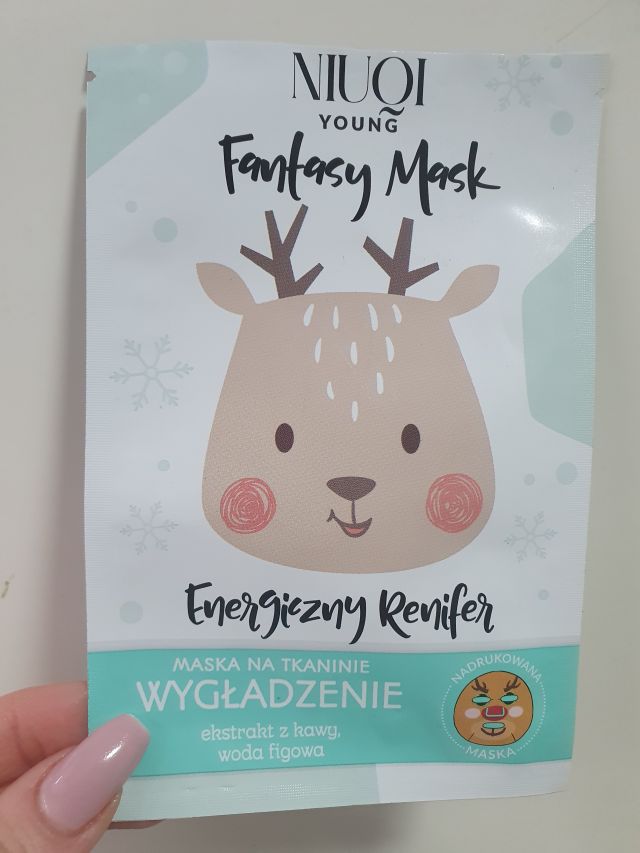 NIUQI
YOUNG
Fantasy Mask
Energiczny Renifer
MASKA NA TKANINIE
WYGŁADZENIE
ekstrakt z kawy,
woda figowa
NADRUKOWANA
MASKA